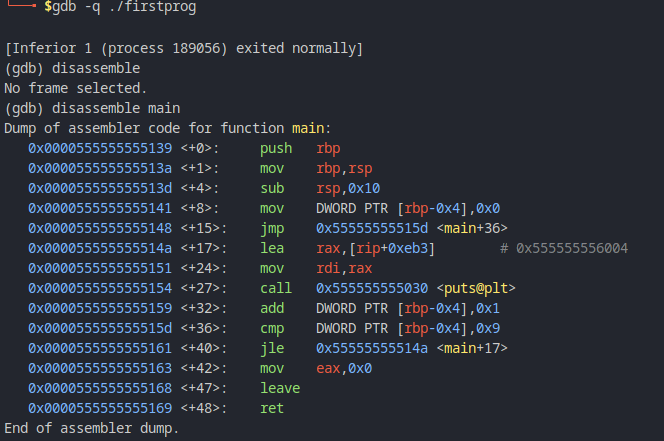 $gdb -q ./firstprog
[Inferior 1 (process 189056) exited normally]
(gdb) disassemble
No frame selected.
(gdb) disassemble main
Dump of assembler code for function main:
0x0000555555555139 <+0>: push rbp
0x000055555555513a <+1>: mov rbp,rsp
0x000055555555513d <+4>: sub rsp,0x10
0x0000555555555141 <+8>: mov DWORD PTR [rbp-0x4],0x0
0x0000555555555148 <+15>: jmp 0x55555555515d <main+36>
0x000055555555514a <+17>: lea rax,[rip+0xeb3] # 0x555555556004
0x0000555555555151 <+24>: mov rdi,rax
0x0000555555555154 <+27>: call 0x555555555030 <puts@plt>
0x0000555555555159 <+32>: add DWORD PTR [rbp-0x4],0x1
0x000055555555515d <+36>: cmp DWORD PTR [rbp-0x4],0x9
0x0000555555555161 <+40>: jle 0x55555555514a <main+17>
0x0000555555555163 <+42>: mov eax,0x0
0x0000555555555168 <+47>: leave
0x0000555555555169 <+48>: ret
End of assembler dump.